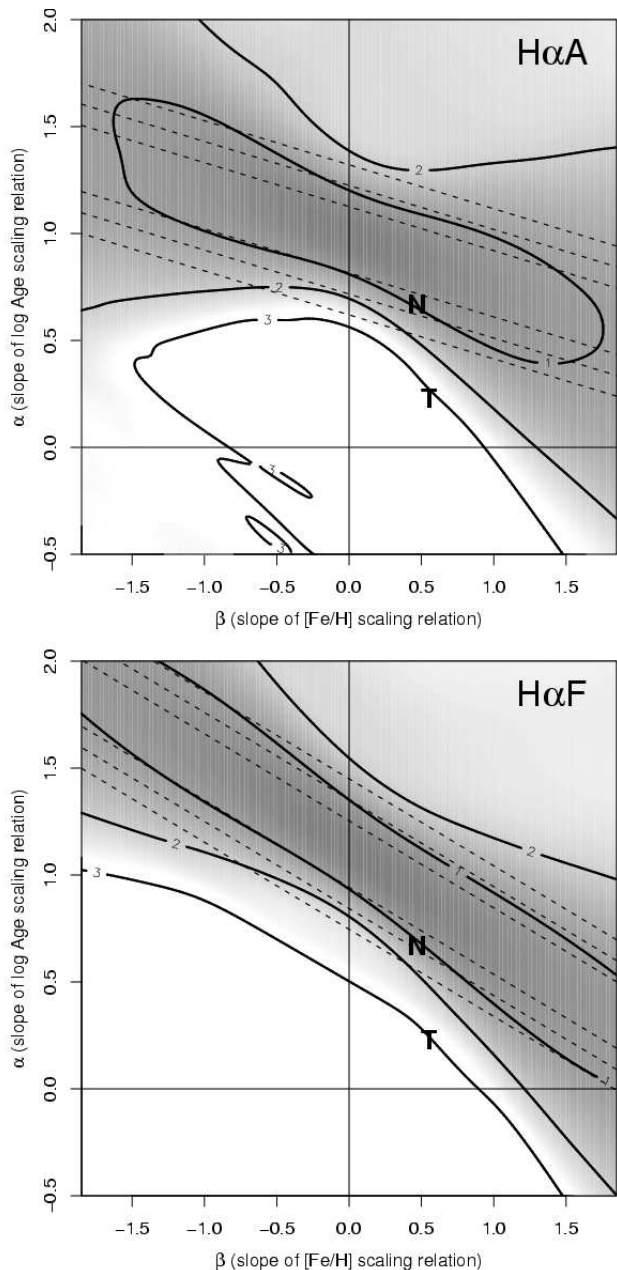 HαA
2.0
1.5
1.0
0.5
0.0
−0.5
α (slope of log Age scaling relation)
2
2
3
N
1
T
3
3
−1.5 −1.0 −0.5 0.0 0.5 1.0 1.5
β (slope of [Fe/H] scaling relation)
HαF
2.0
1.5
1.0
0.5
0.0
−0.5
α (slope of log Age scaling relation)
2
1
2
3
N
T
1
−1.5 −1.0 −0.5 0.0 0.5 1.0 1.5
β (slope of [Fe/H] scaling relation)